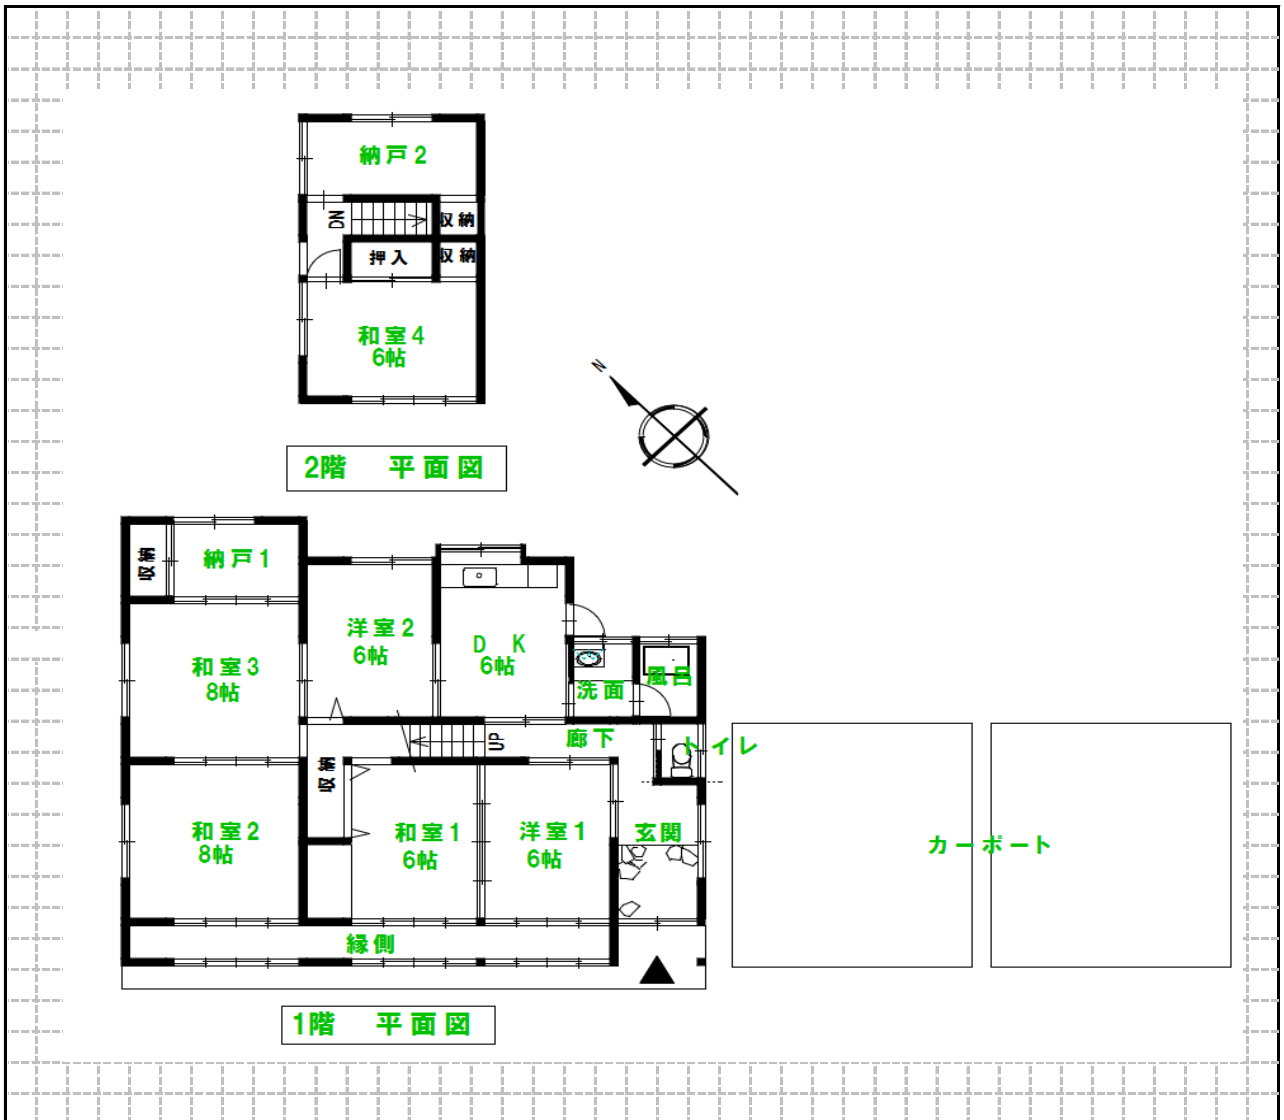 納戸2
DN
収納
押入
収納
和室4
6帖
N
2階 平面図
収納
納戸1
洋室2
6帖
D K
6帖
和室3
8帖
洗面
風呂
UP
廊下
トイレ
収納
和室2
8帖
和室1
6帖
洋室1
6帖
玄関
カーポート
縁側
1階 平面図